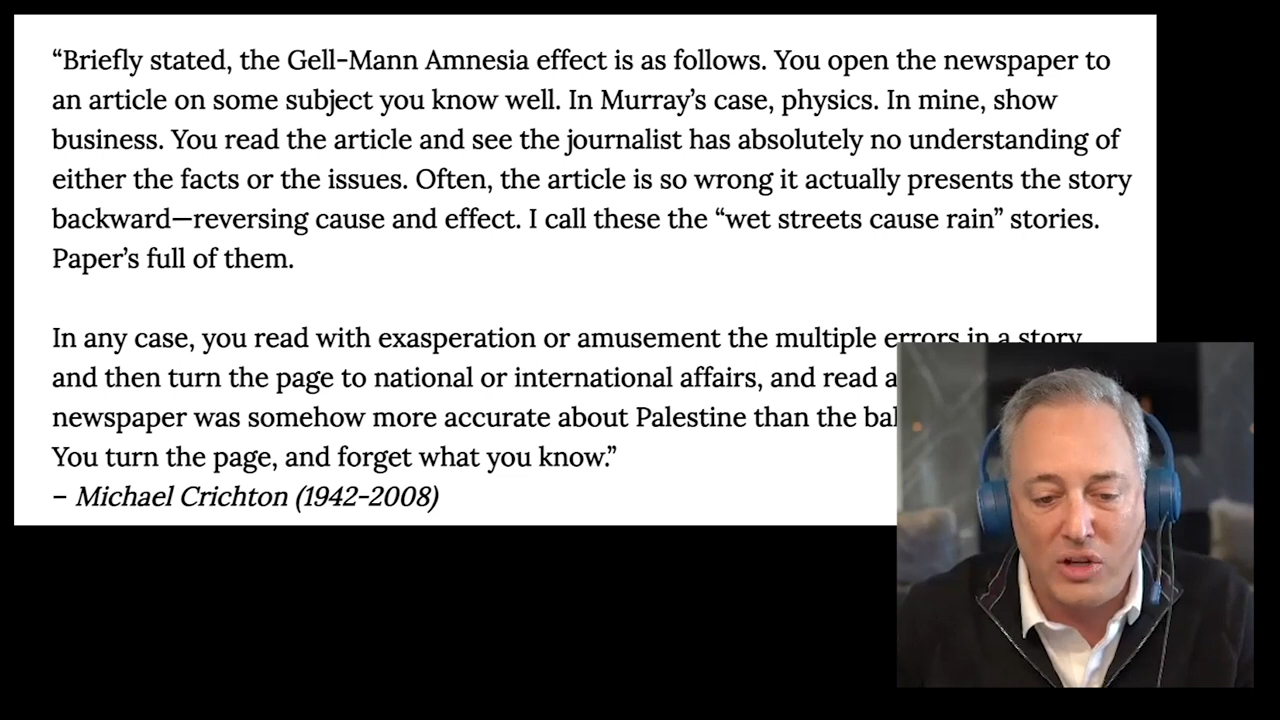 “Briefly stated, the Gell-Mann Amnesia effect is as follows. You open the newspaper to
an article on some subject you know well. In Murray’s case, physics. In mine, show
business. You read the article and see the journalist has absolutely no understanding of
either the facts or the issues. Often, the article is so wrong it actually presents the story
backward—reversing cause and effect. I call these the “wet streets cause rain” stories.
Paper’s full of them.
In any case, you read with exasperation or amusement the multiple errors in a story,
and then turn the page to national or international affairs, and read
newspaper was somehow more accurate about Palestine than the
You turn the page, and forget what you know.”
– Michael Crichton (1942-2008)